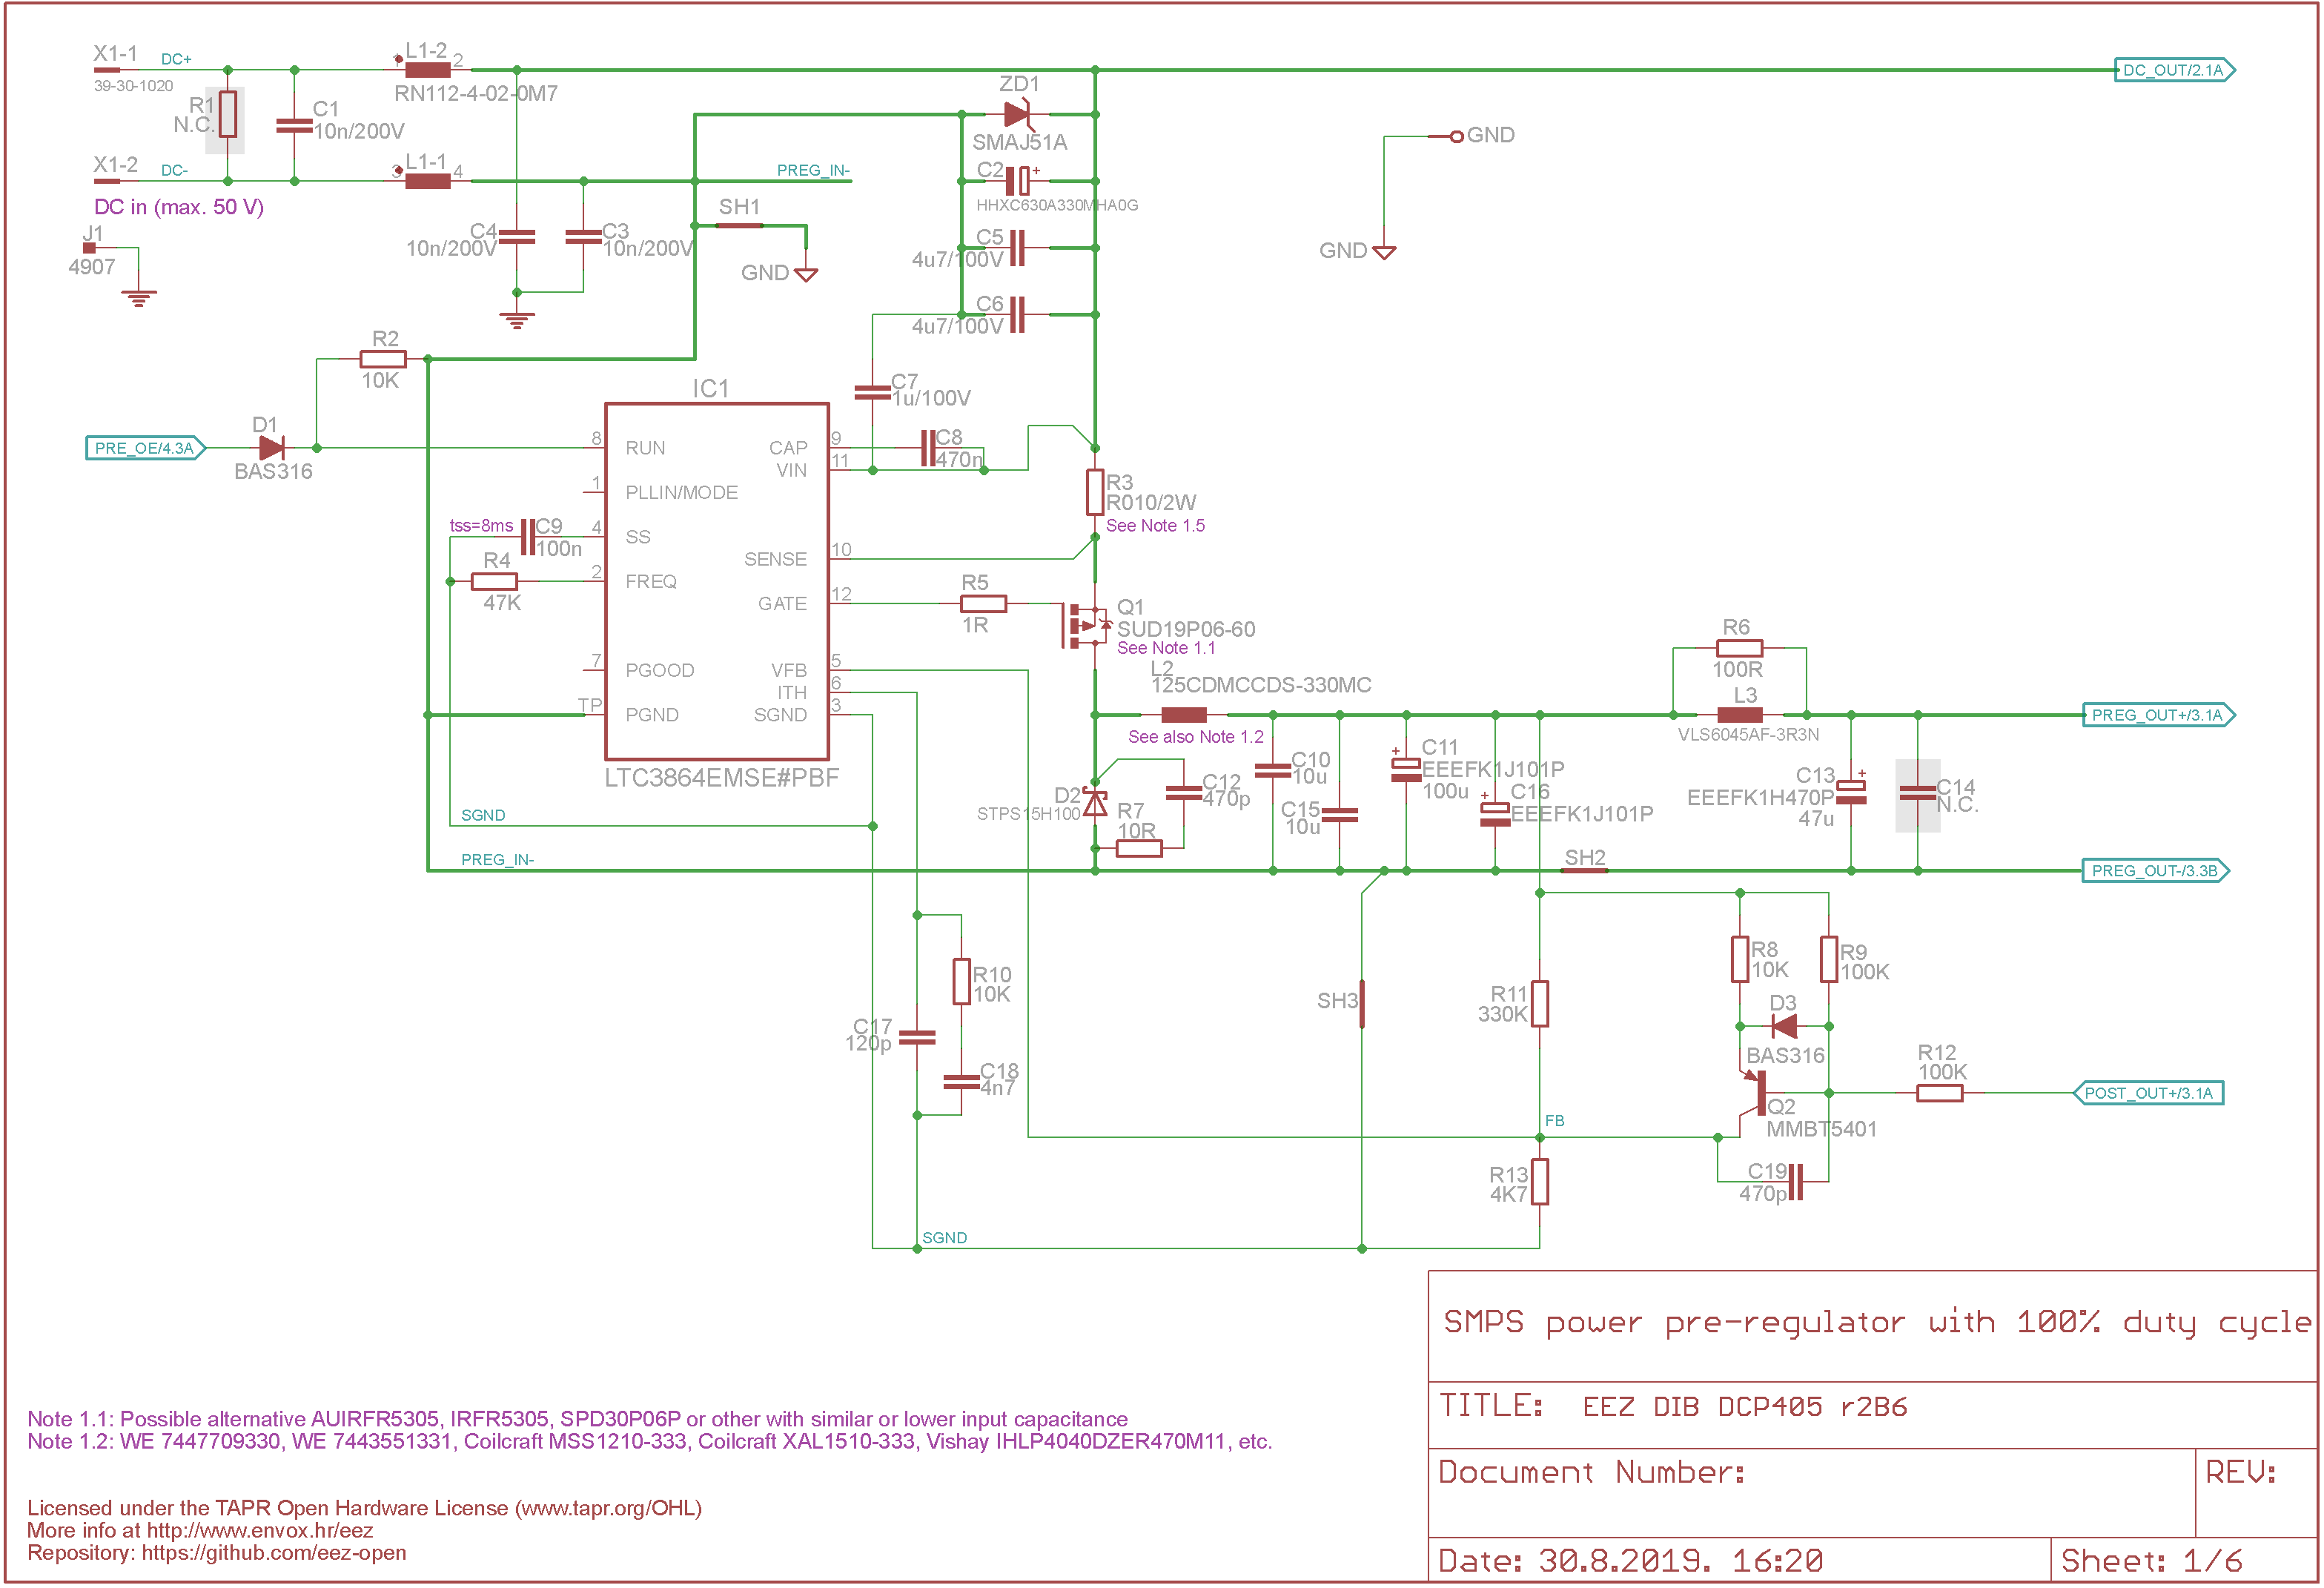 X1-1
DC+
39-30-1020
L1-2
1
2
RN112-4-02-0M7
DC_OUT/2.1A
R1
N.C.
C1
10n/200V
ZD1
SMAJ51A
GND
X1-2
DC-
L1-1
3
4
PREG_IN-
C2
+
HHXC630A330MHA0G
DC in (max. 50 V)
SH1
J1
4907
C4
10n/200V
C3
10n/200V
GND
C5
4u7/100V
GND
C6
4u7/100V
R2
10K
IC1
C7
1u/100V
D1
PRE_OE/4.3A
BAS316
8
RUN
CAP
9
C8
470n
VIN
11
1
PLLIN/MODE
R3
R010/2W
See Note 1.5
tss=8ms
C9
100n
4
SS
SENSE
10
R4
47K
2
FREQ
GATE
12
R5
1R
Q1
SUD19P06-60
See Note 1.1
7
PGOOD
VFB
5
ITH
6
TP
PGND
SGND
3
L2
125CDMCCDS-330MC
See also Note 1.2
R6
100R
L3
VLS6045AF-3R3N
PREG_OUT+/3.1A
LTC3864EMSE#PBF
SGND
D2
STPS15H100
C12
470p
R7
10R
C10
10u
C15
10u
+
C11
EEEFK1J101P
100u
+
C16
EEEFK1J101P
C13
+
EEEFK1H470P
47u
C14
N.C.
PREG_IN-
SH2
PREG_OUT-/3.3B
R10
10K
C17
120p
C18
4n7
SH3
R11
330K
R8
10K
R9
100K
D3
BAS316
R12
100K
POST_OUT+/3.1A
Q2
MMBT5401
FB
R13
4K7
C19
470p
SGND
SMPS power pre-regulator with 100% duty cycle
TITLE: EEZ DIB DCP405 r2B6
Document Number:
REV:
Date: 30.8.2019. 16:20
Sheet: 1/6
Note 1.1: Possible alternative AUIRFR5305, IRFR5305, SPD30P06P or other with similar or lower input capacitance
Note 1.2: WE 7447709330, WE 7443551331, Coilcraft MSS1210-333, Coilcraft XAL1510-333, Vishay IHLP4040DZER470M11, etc.
Licensed under the TAPR Open Hardware License (www.tapr.org/OHL)
More info at http://www.envox.hr/eez
Repository: https://github.com/eez-open